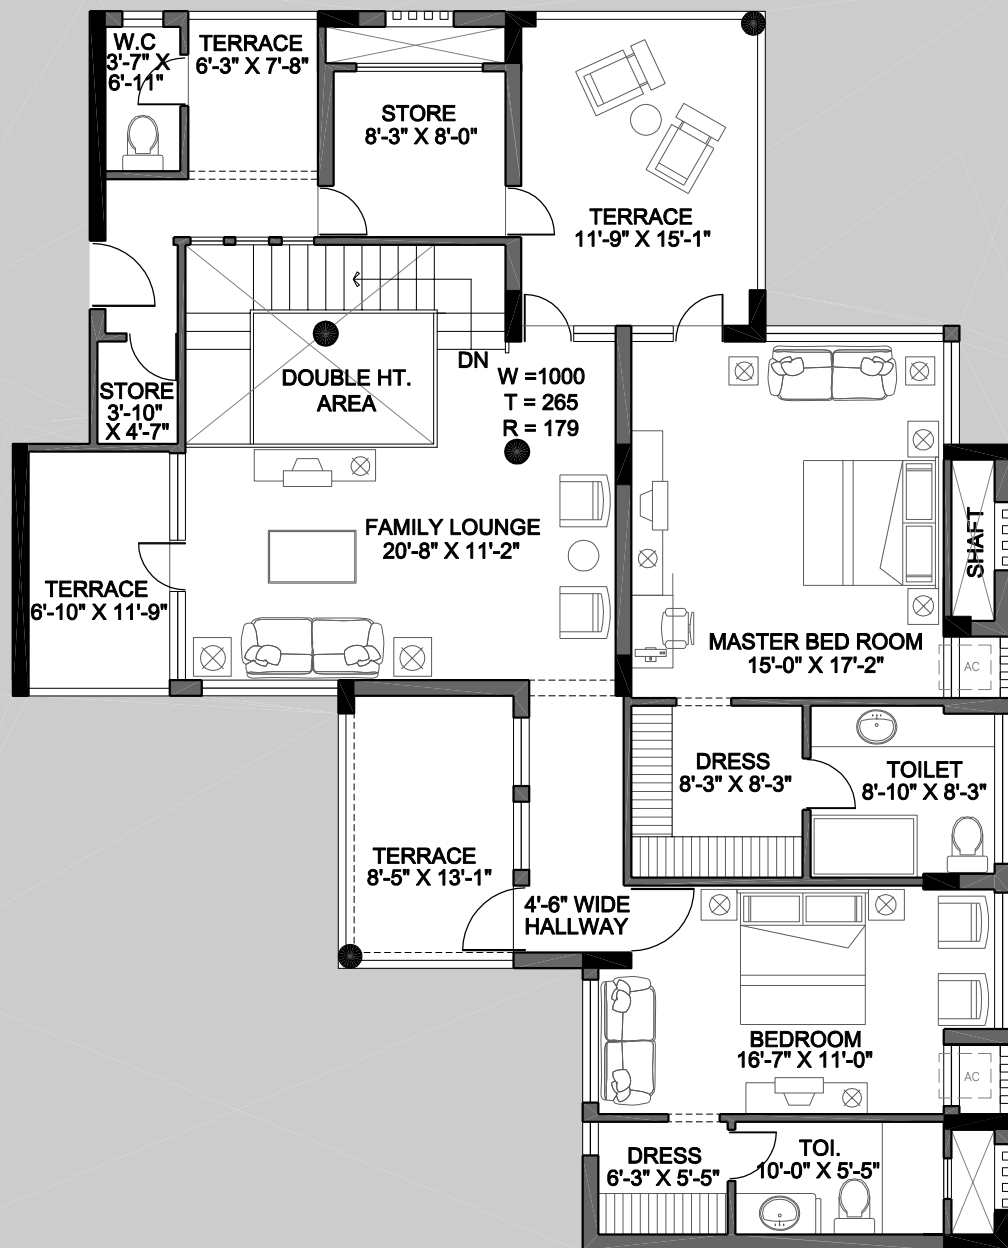 W.C
3'-7" X
6'-11"
TERRACE
6'-3" X 7'-8"
STORE
8'-3" X 8'-0"
TERRACE
11'-9" X 15'-1"
DN
W =1000
T = 265
R = 179
DOUBLE HT.
AREA
STORE
3'-10"
X 4'-7"
FAMILY LOUNGE
20'-8" X 11'-2"
SHAFT
TERRACE
6'-10" X 11'-9"
MASTER BED ROOM
15'-0" X 17'-2"
AC
DRESS
8'-3" X 8'-3"
TOILET
8'-10" X 8'-3"
TERRACE
8'-5" X 13'-1"
4'-6" WIDE
HALLWAY
BEDROOM
16'-7" X 11'-0"
AC
DRESS
6'-3" X 5'-5"
TOI.
10'-0" X 5'-5"